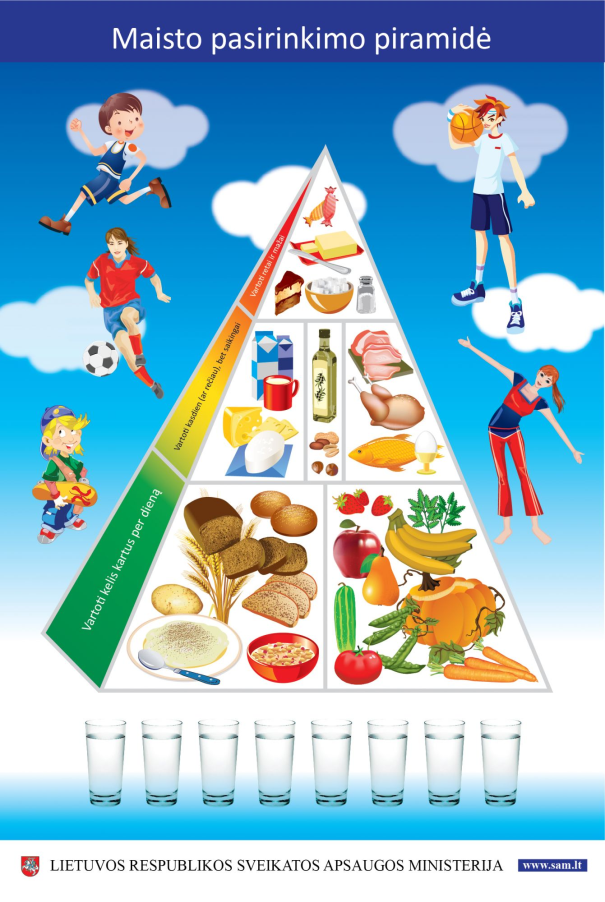 Maisto pasirinkimo piramidė
Vartoti retai ir mažai
Vartoti kasdien (ar rečiau), bet saikingai
Vartoti kelis kartus per dieną
LIETUVOS RESPUBLIKOS SVEIKATOS APSAUGOS MINISTERIJA
www.sam.lt